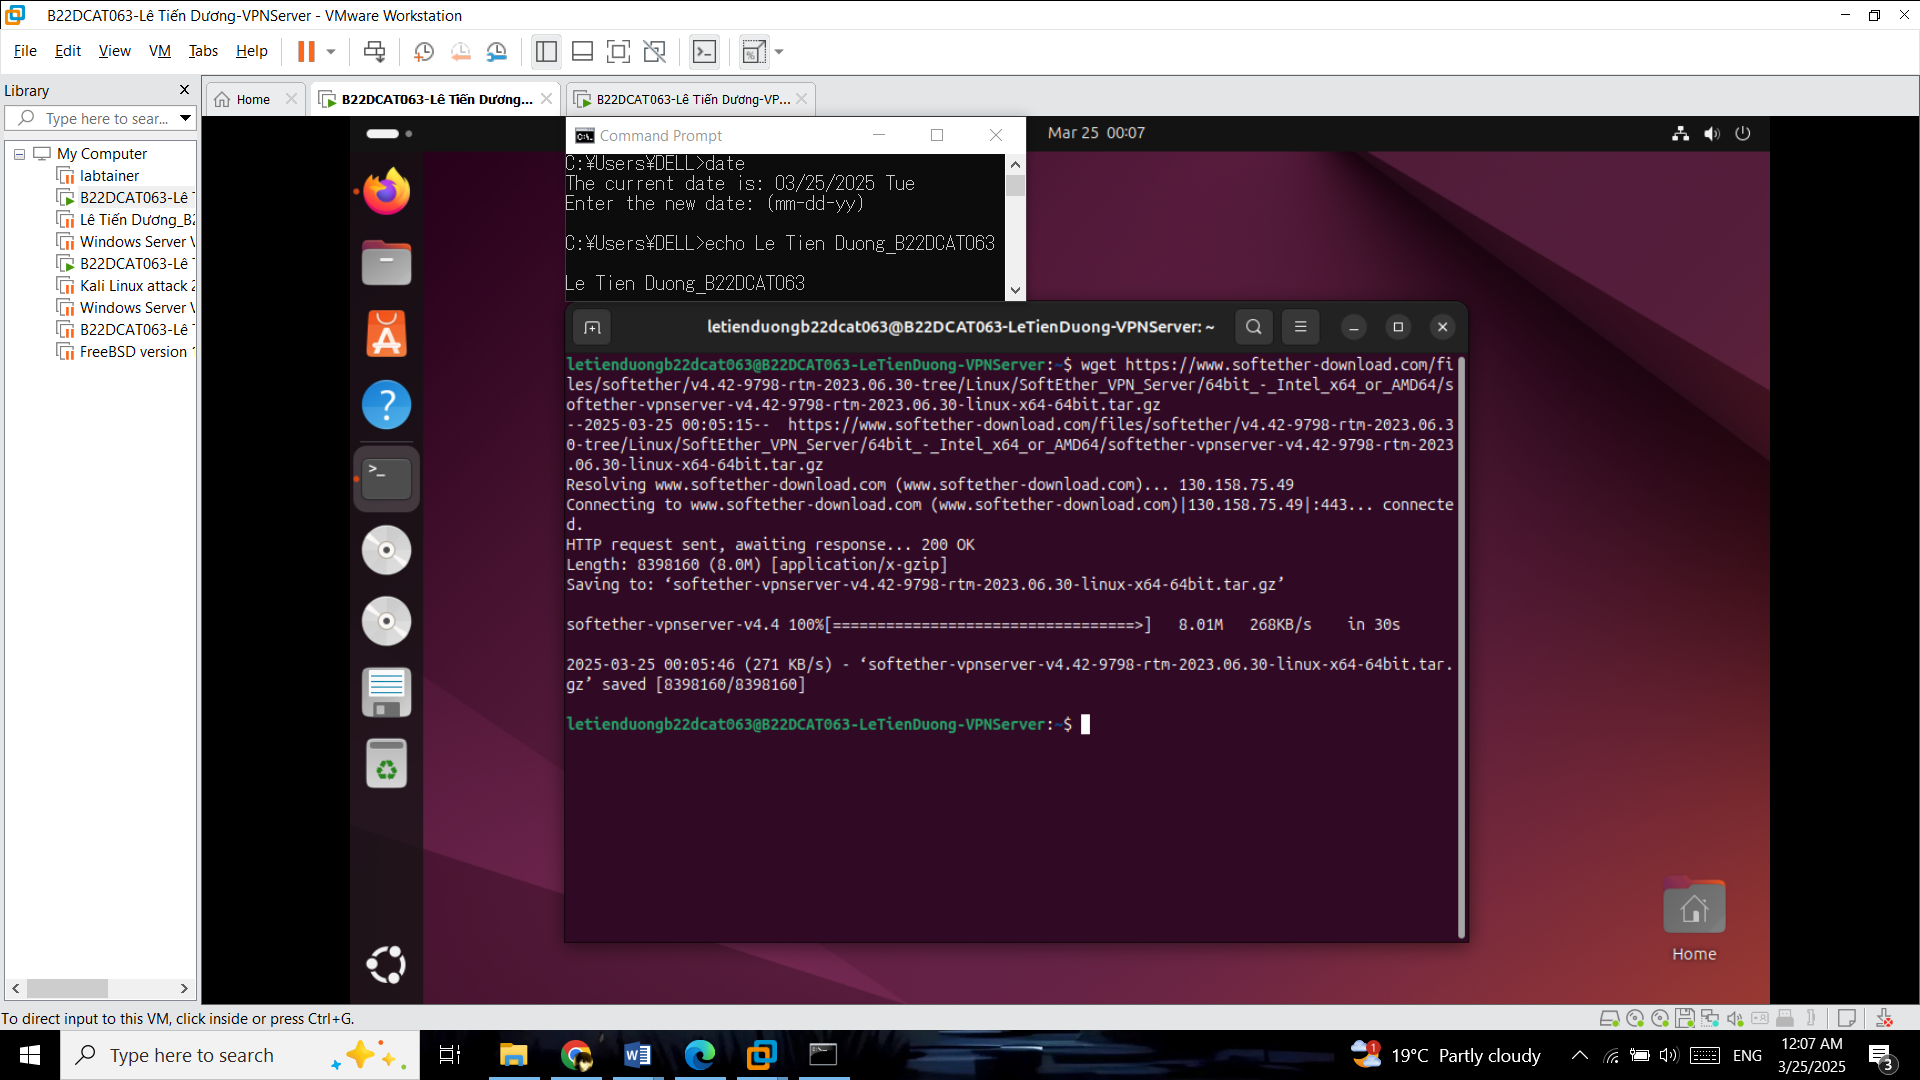 B22DCAT063-Lê Tiến Dương-VPNServer - VMware Workstation
File Edit View VM Tabs Help
Library
Type here to sear...
My Computer
labtainer
B22DCAT063-Lê T
Lê Tiến Dương_B2
Windows Server V
B22DCAT063-Lê T
Kali Linux attack 2
Windows Server V
B22DCAT063-Lê T
FreeBSD version 1
Home
B22DCAT063-Lê Tiến Dương...
B22DCAT063-Lê Tiến Dương-VP...
Mar 25 00:07
Command Prompt
C:¥Users¥DELL>date
The current date is: 03/25/2025 Tue
Enter the new date: (mm-dd-yy)
C:¥Users¥DELL>echo Le Tien Duong_B22DCAT063
Le Tien Duong_B22DCAT063
letienduongb22dcat063@B22DCAT063-LeTienDuong-VPNServer: ~
letienduongb22dcat063@B22DCAT063-LeTienDuong-VPNServer:~$ wget https://www.softether-download.com/fi
les/softether/v4.42-9798-rtm-2023.06.30-tree/Linux/SoftEther_VPN_Server/64bit_-_Intel_x64_or_AMD64/s
oftether-vpnserver-v4.42-9798-rtm-2023.06.30-linux-x64-64bit.tar.gz
--2025-03-25 00:05:15--  https://www.softether-download.com/files/softether/v4.42-9798-rtm-2023.06.3
0-tree/Linux/SoftEther_VPN_Server/64bit_-_Intel_x64_or_AMD64/softether-vpnserver-v4.42-9798-rtm-2023
.06.30-linux-x64-64bit.tar.gz
Resolving www.softether-download.com (www.softether-download.com)... 130.158.75.49
Connecting to www.softether-download.com (www.softether-download.com)|130.158.75.49|:443... connecte
d.
HTTP request sent, awaiting response... 200 OK
Length: 8398160 (8.0M) [application/x-gzip]
Saving to: ‘softether-vpnserver-v4.42-9798-rtm-2023.06.30-linux-x64-64bit.tar.gz’
softether-vpnserver-v4.4 100%[==================================>]   8.01M   268KB/s    in 30s
2025-03-25 00:05:46 (271 KB/s) - ‘softether-vpnserver-v4.42-9798-rtm-2023.06.30-linux-x64-64bit.tar.
gz’ saved [8398160/8398160]
letienduongb22dcat063@B22DCAT063-LeTienDuong-VPNServer:~$
Home
To direct input to this VM, click inside or press Ctrl+G.
Type here to search
1
19°C Partly cloudy
ENG
12:07 AM
3/25/2025
3